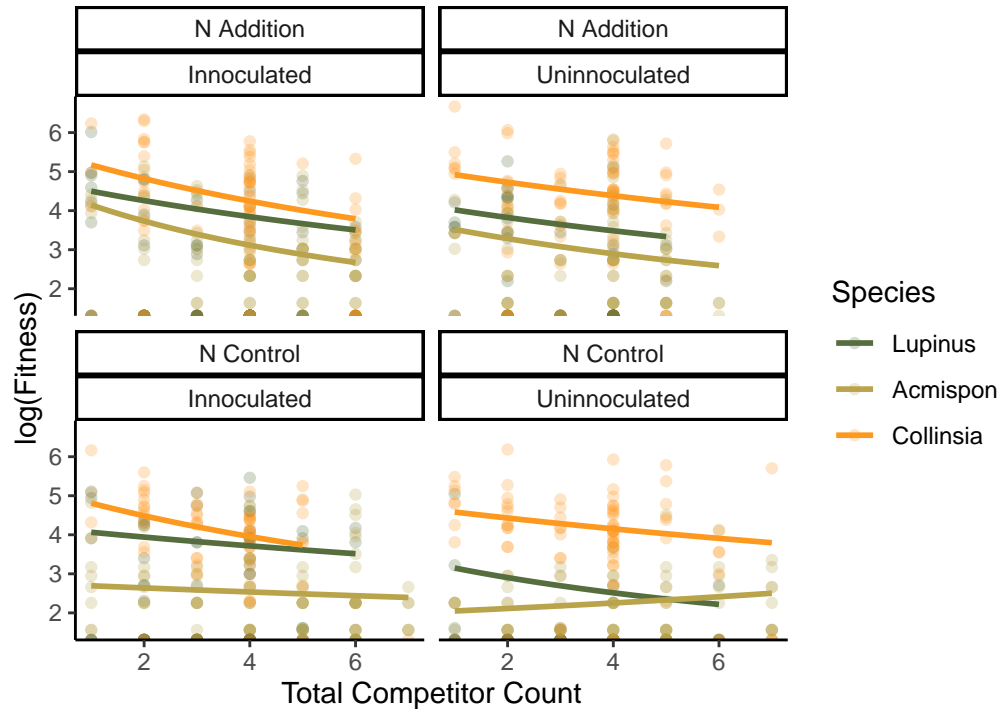 N Addition
N Addition
Innoculated
Uninnoculated
6
5
4
3
2
N Control
N Control
Innoculated
Uninnoculated
6
5
4
3
2
2
4
6
2
4
6
log(Fitness)
Total Competitor Count
Species
Lupinus
Acmispon
Collinsia